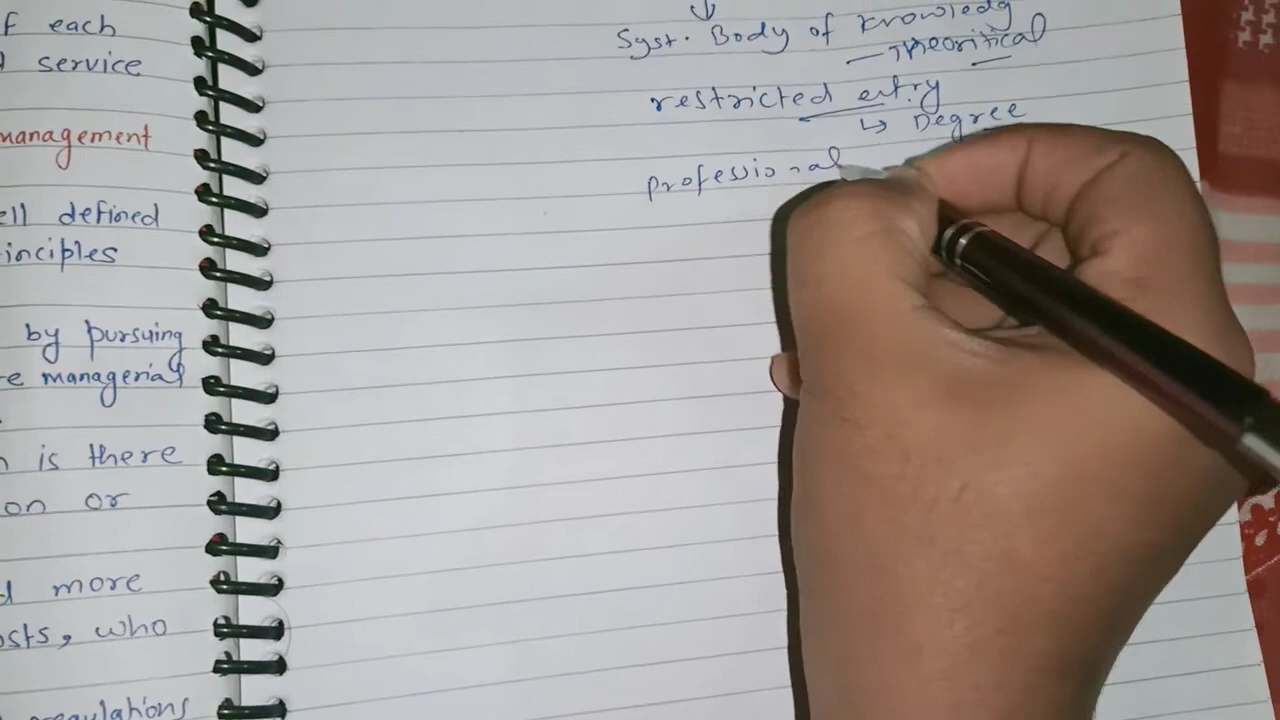 f each
service
management
ell defined
inciples
by pursuing
e managerial
is there
on or
d more
osts, who
egulations
Syst. Body of Knowledg
— Theoritical
restricted entry
↳ Degree
professional